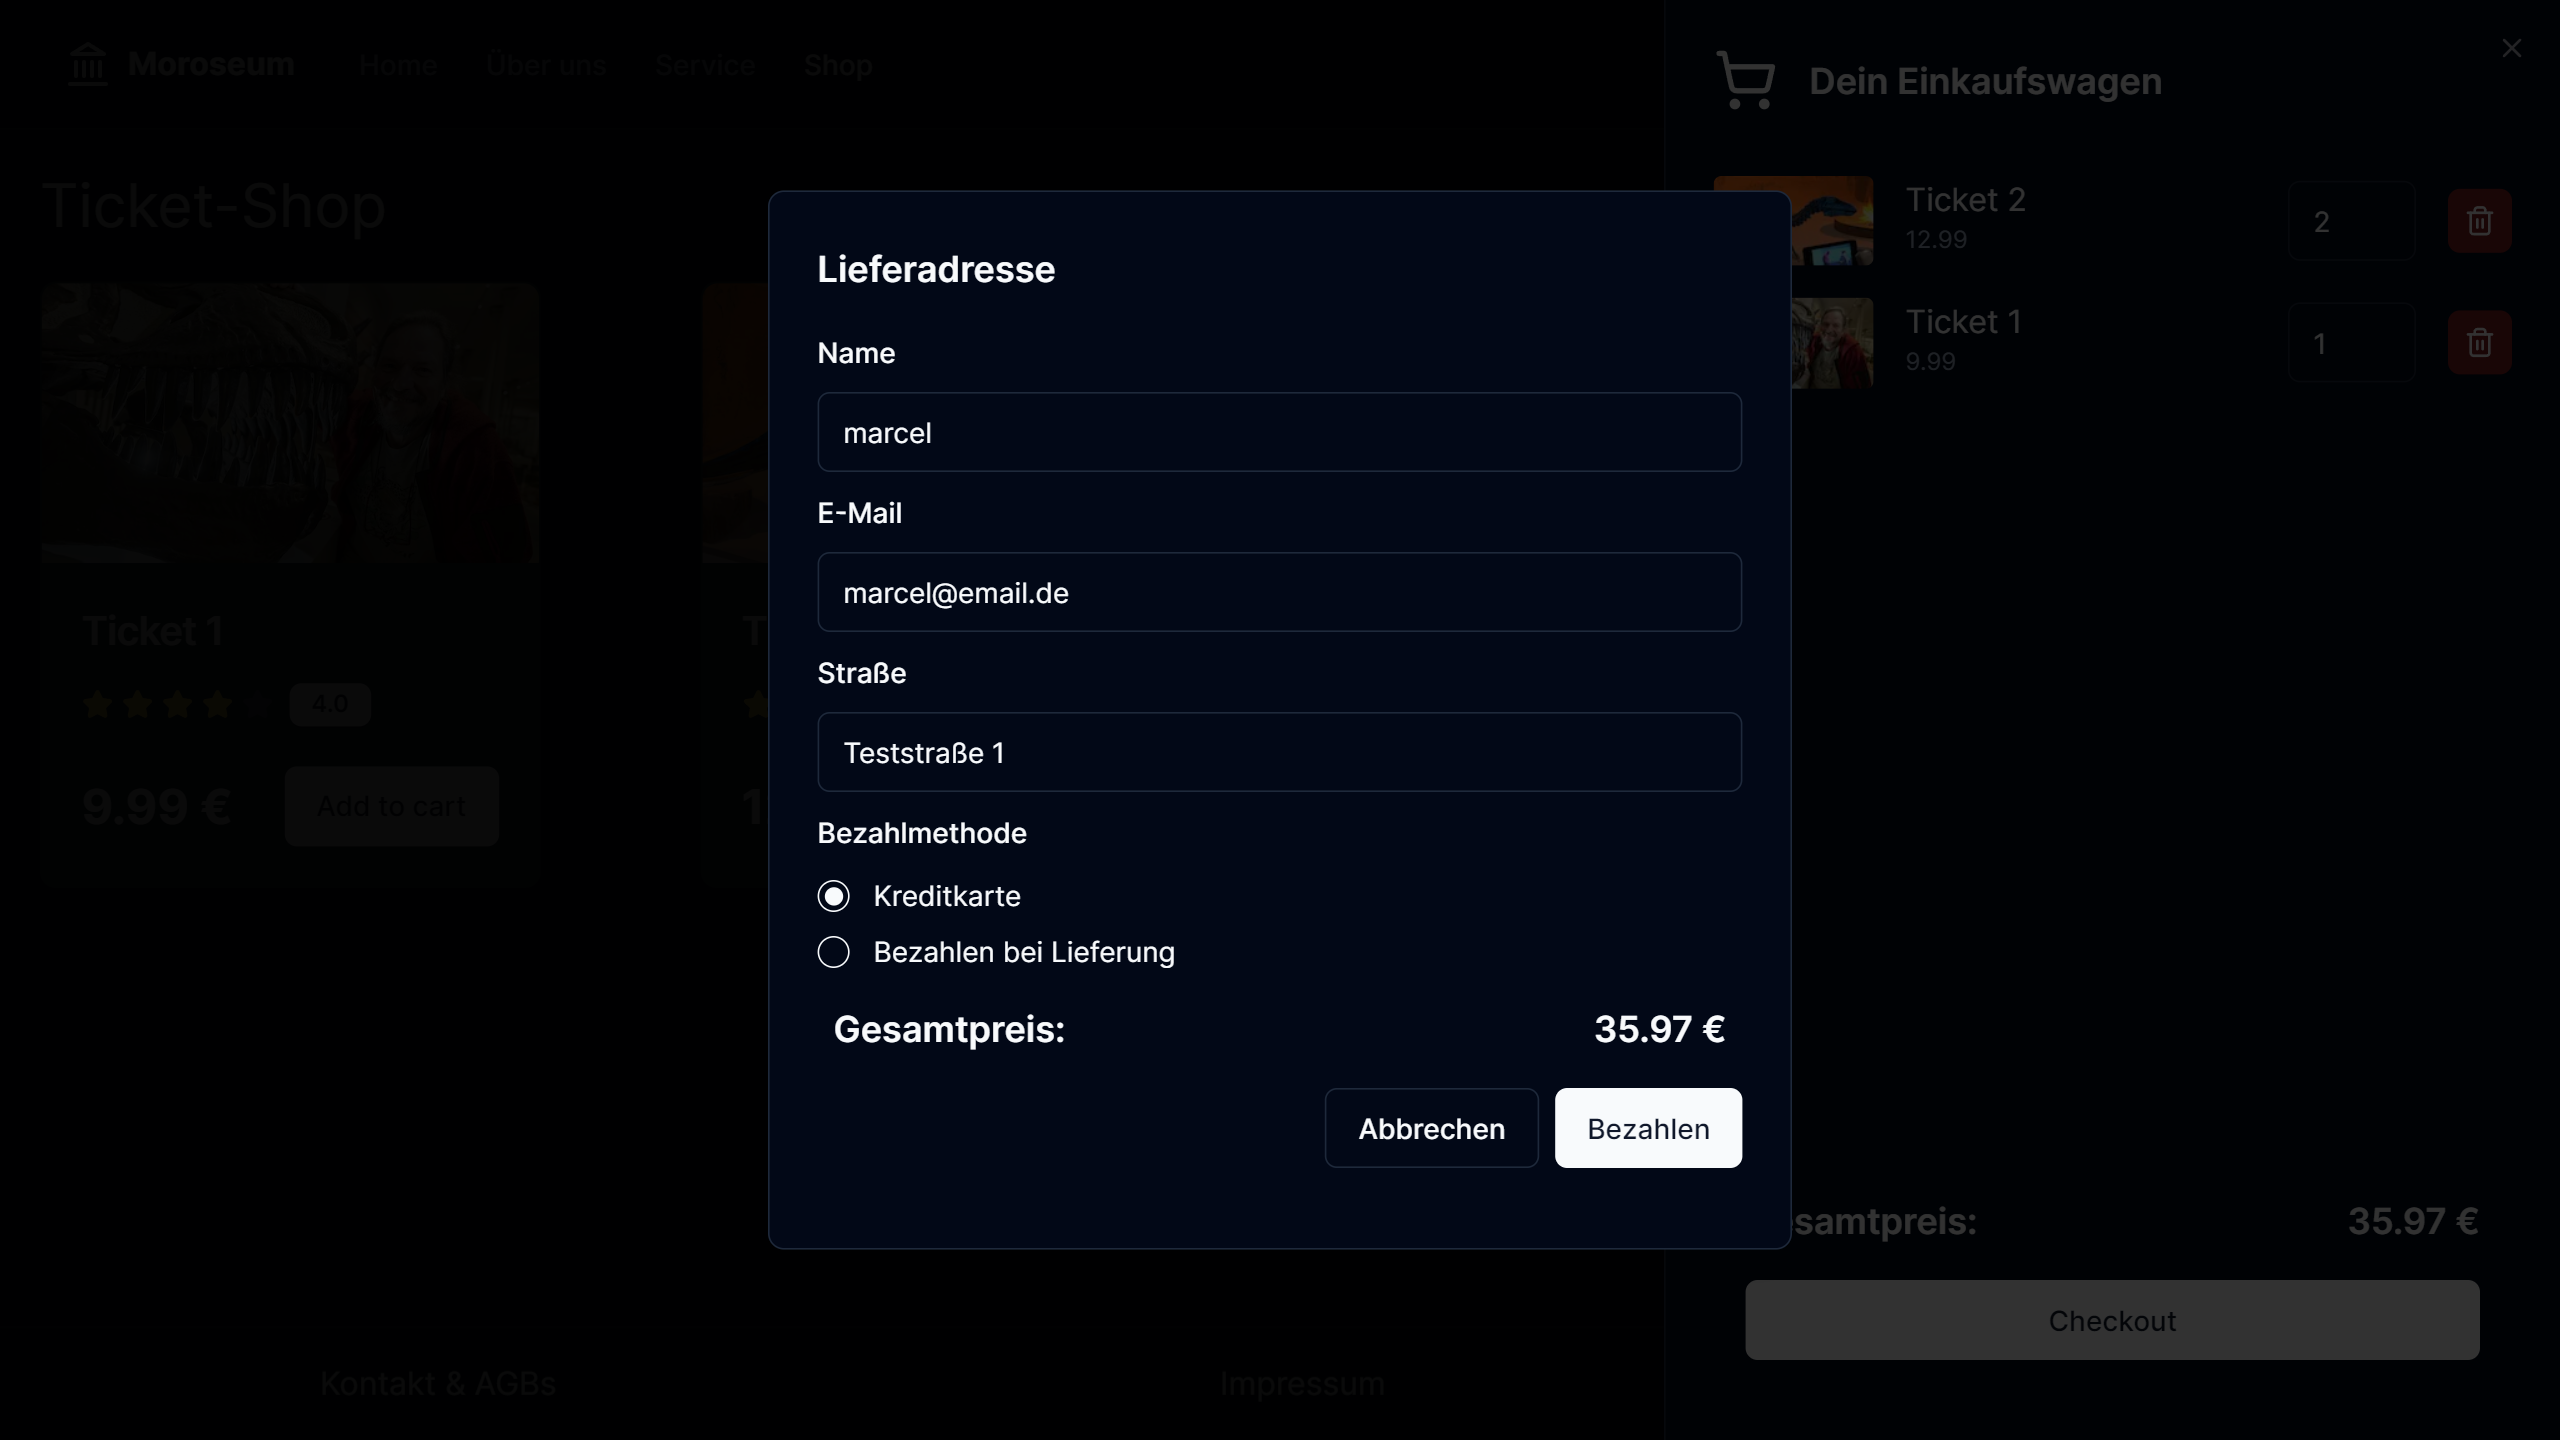 Moroseum
Home
Über uns
Service
Shop
Dein Einkaufswagen
Ticket-Shop
Ticket 2
12.99
2
Ticket 1
9.99
1
Lieferadresse
Name
marcel
E-Mail
marcel@email.de
Straße
Teststraße 1
Bezahlmethode
Kreditkarte
Bezahlen bei Lieferung
Gesamtpreis:
35.97 €
Abbrechen
Bezahlen
Ticket 1
4.0
9.99 €
Add to cart
samtpreis:
35.97 €
Checkout
Kontakt & AGBs
Impressum